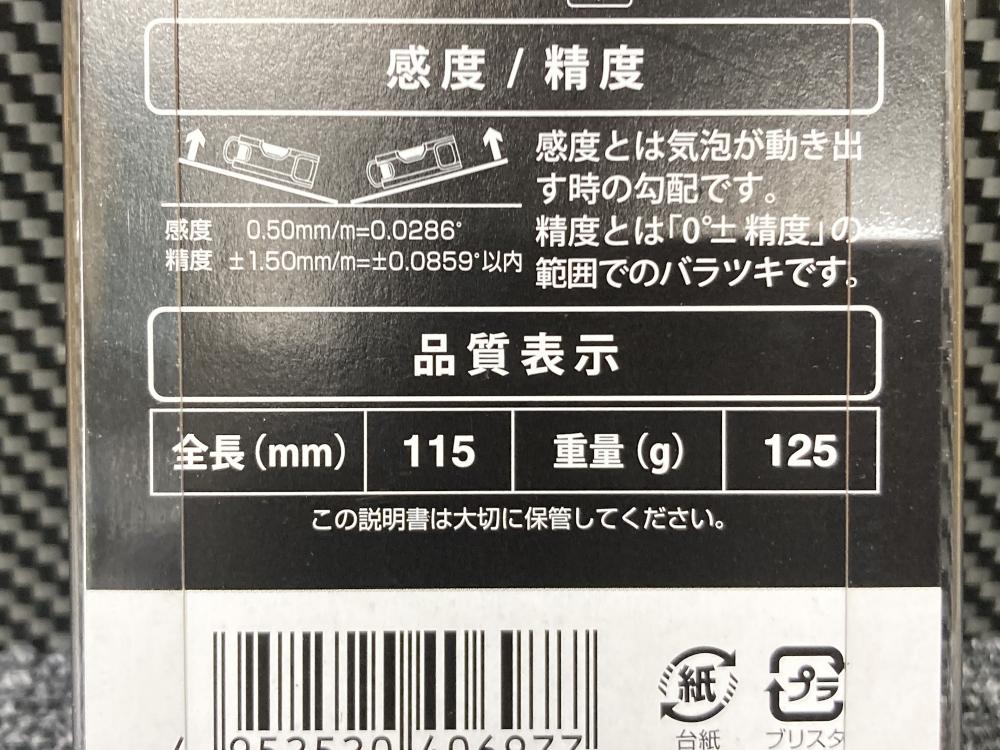 感度 / 精度
感度とは気泡が動き出
す時の勾配です。
精度とは「0°± 精度」の
範囲でのバラツキです。
感度 0.50mm/m=0.0286°
精度 ±1.50mm/m=±0.0859°以内
品質表示
全長（mm） 115 重量（g） 125
この説明書は大切に保管してください。
紙
プラ
台紙
ブリスタ
4 952520 406977